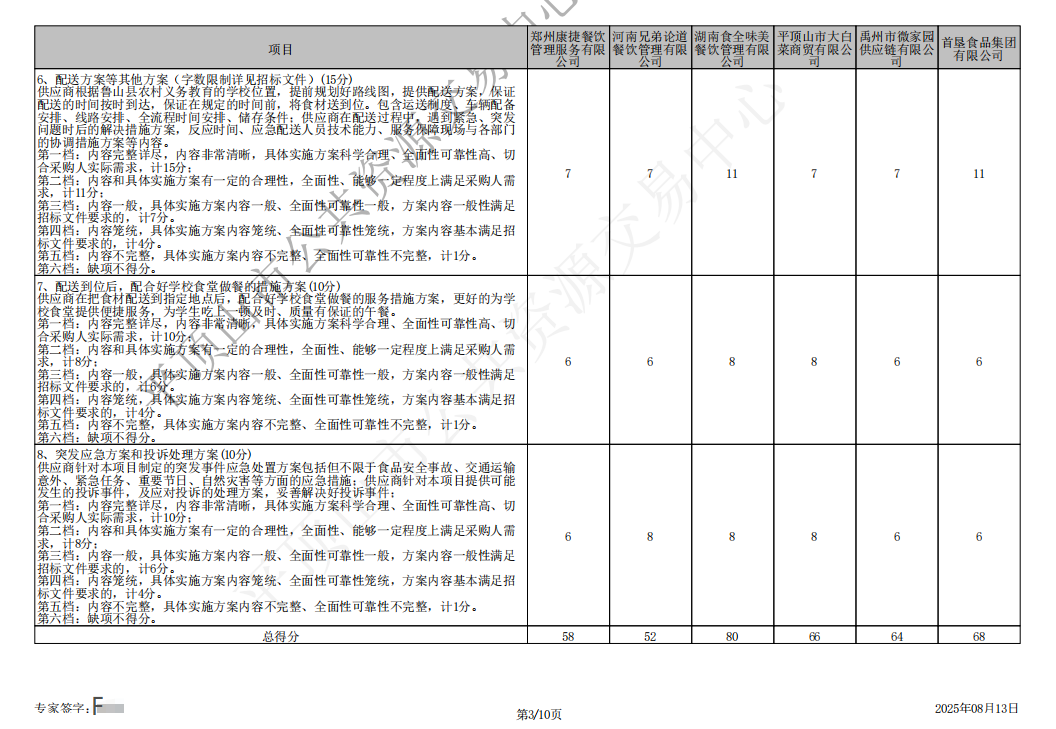 项目
郑州康捷餐饮
管理服务有限
公司
河南兄弟论道
餐饮管理有限
公司
湖南食全味美
餐饮管理有限
公司
平顶山市大白
菜商贸有限公
司
禹州市微家园
供应链有限公
司
首垦食品集团
有限公司
6、配送方案等其他方案（字数限制详见招标文件）(15分)
供应商根据鲁山县农村义务教育的学校位置，提前规划好路线图，提供配送方案，保证
配送的时间按时到达，保证在规定的时间前，将食材送到位。包含运送制度、车辆配备
安排、线路安排、全流程时间安排、储存条件；供应商在配送过程中，遇到紧急、突发
问题时后的解决措施方案，反应时间、应急配送人员技术能力、服务保障现场与各部门
的协调措施方案等内容。
第一档：内容完整详尽，内容非常清晰，具体实施方案科学合理、全面性可靠性高、切
合采购人实际需求，计15分；
第二档：内容和具体实施方案有一定的合理性，全面性、能够一定程度上满足采购人需
求，计11分；
第三档：内容一般，具体实施方案内容一般、全面性可靠性一般，方案内容一般性满足
招标文件要求的，计7分。
第四档：内容笼统，具体实施方案内容笼统、全面性可靠性笼统，方案内容基本满足招
标文件要求的，计4分。
第五档：内容不完整，具体实施方案内容不完整、全面性可靠性不完整，计1分。
第六档：缺项不得分。
7 7 11 7 7 11
7、配送到位后，配合好学校食堂做餐的措施方案(10分)
供应商在把食材配送到指定地点后，配合好学校食堂做餐的服务措施方案，更好的为学
校食堂提供便捷服务，为学生吃上一顿及时、质量有保证的午餐。
第一档：内容完整详尽，内容非常清晰，具体实施方案科学合理、全面性可靠性高、切
合采购人实际需求，计10分；
第二档：内容和具体实施方案有一定的合理性，全面性、能够一定程度上满足采购人需
求，计8分；
第三档：内容一般，具体实施方案内容一般、全面性可靠性一般，方案内容一般性满足
招标文件要求的，计6分。
第四档：内容笼统，具体实施方案内容笼统、全面性可靠性笼统，方案内容基本满足招
标文件要求的，计4分。
第五档：内容不完整，具体实施方案内容不完整、全面性可靠性不完整，计1分。
第六档：缺项不得分。
6 6 8 8 6 6
8、突发应急方案和投诉处理方案(10分)
供应商针对本项目制定的突发事件应急处置方案包括但不限于食品安全事故、交通运输
意外、紧急任务、重要节日、自然灾害等方面的应急措施；供应商针对本项目提供可能
发生的投诉事件，及应对投诉的处理方案，妥善解决好投诉事件；
第一档：内容完整详尽，内容非常清晰，具体实施方案科学合理、全面性可靠性高、切
合采购人实际需求，计10分；
第二档：内容和具体实施方案有一定的合理性，全面性、能够一定程度上满足采购人需
求，计8分；
第三档：内容一般，具体实施方案内容一般、全面性可靠性一般，方案内容一般性满足
招标文件要求的，计6分。
第四档：内容笼统，具体实施方案内容笼统、全面性可靠性笼统，方案内容基本满足招
标文件要求的，计4分。
第五档：内容不完整，具体实施方案内容不完整、全面性可靠性不完整，计1分。
第六档：缺项不得分。
6 8 8 8 6 6
总得分 58 52 80 66 64 68
平顶山市公共资源交易中心
平顶山市公共资源交易中心
专家签字：F
第3/10页
2025年08月13日